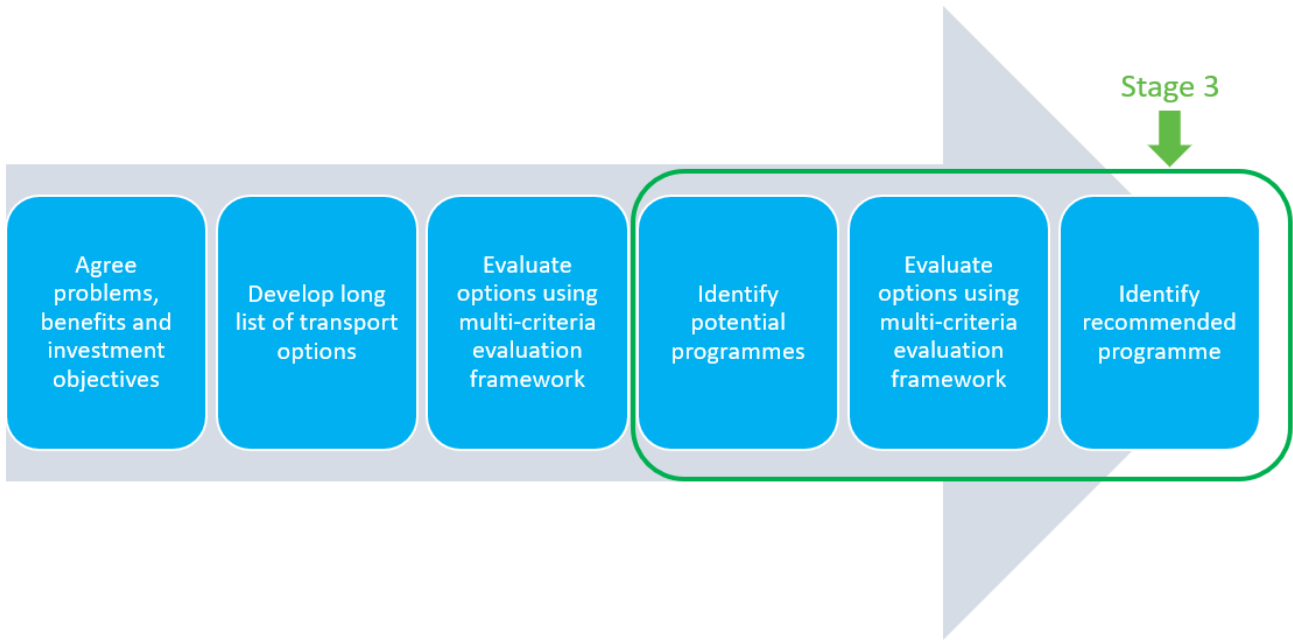 Stage 3
Agree
problems,
benefits and
investment
objectives
Develop long
list of transport
options
Evaluate
options using
multi-criteria
evaluation
framework
Identify
potential
programmes
Evaluate
options using
multi-criteria
evaluation
framework
Identify
recommended
programme